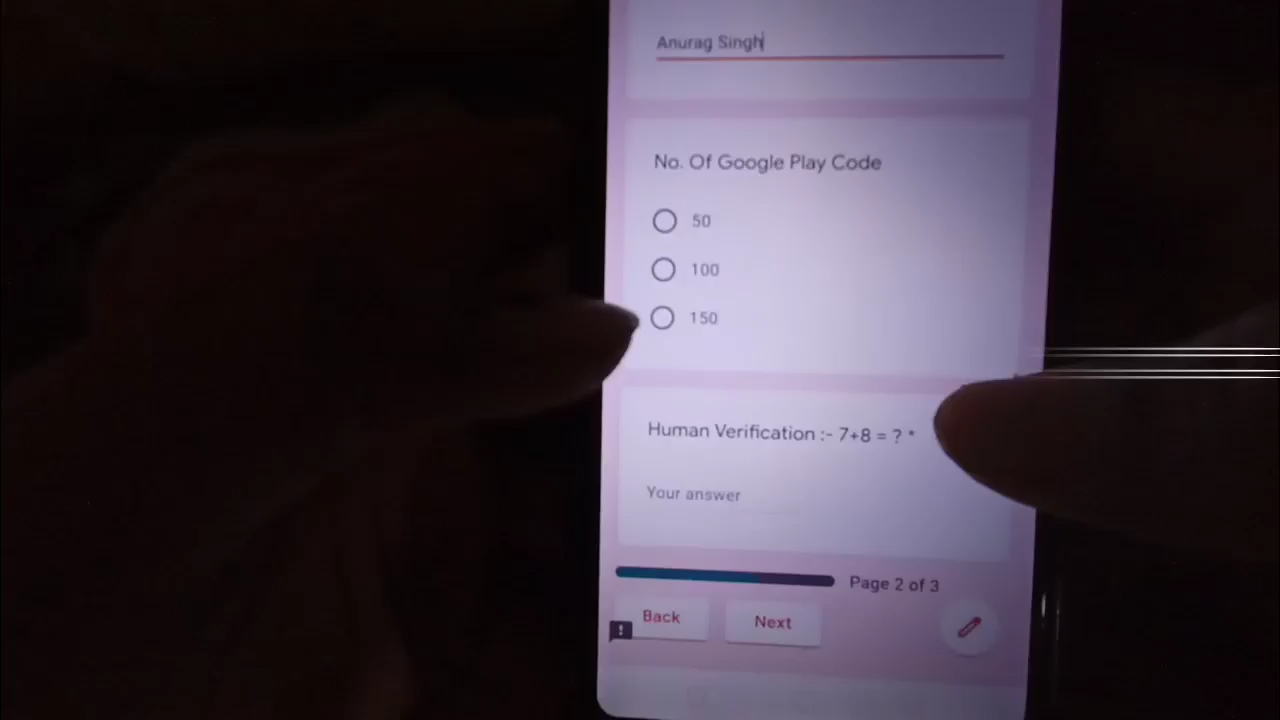 Anurag Singh
No. Of Google Play Code
50
100
150
Human Verification :- 7+8 = ? *
Your answer
Page 2 of 3
Back
Next
!